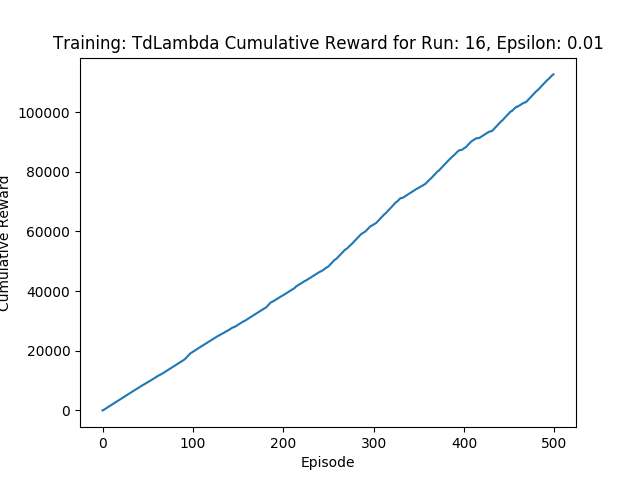 Training: TdLambda Cumulative Reward for Run: 16, Epsilon: 0.01
100000
80000
60000
40000
20000
0
Cumulative Reward
0 100 200 300 400 500
Episode